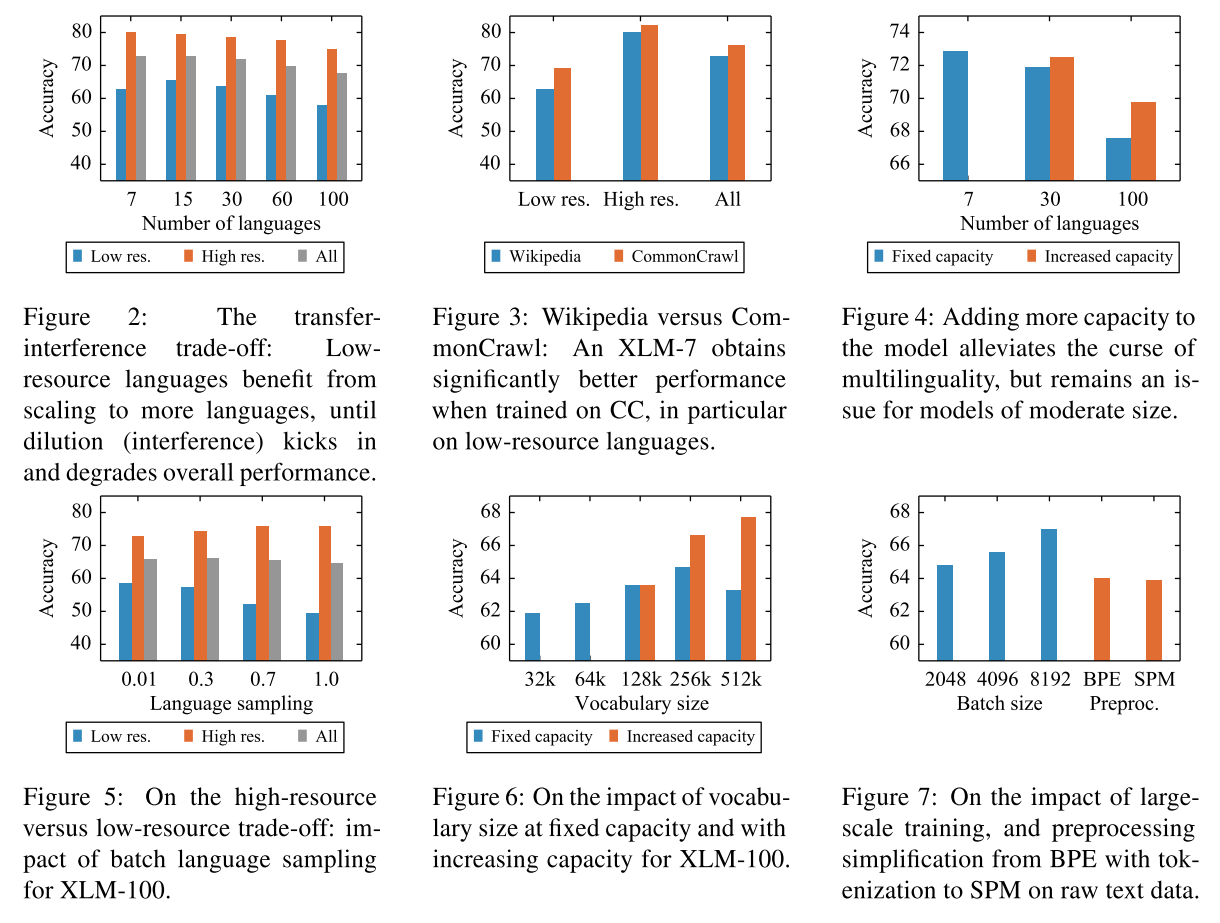 80
70
60
50
40
Accuracy
7 15 30 60 100
Number of languages
Low res. High res. All
Figure 2: The transfer-
interference trade-off: Low-
resource languages benefit from
scaling to more languages, until
dilution (interference) kicks in
and degrades overall performance.
80
70
60
50
40
Accuracy
Low res. High res. All
Wikipedia CommonCrawl
Figure 3: Wikipedia versus Com-
monCrawl: An XLM-7 obtains
significantly better performance
when trained on CC, in particular
on low-resource languages.
74
72
70
68
66
Accuracy
7 30 100
Number of languages
Fixed capacity Increased capacity
Figure 4: Adding more capacity to
the model alleviates the curse of
multilinguality, but remains an is-
sue for models of moderate size.
80
70
60
50
40
Accuracy
0.01 0.3 0.7 1.0
Language sampling
Low res. High res. All
Figure 5: On the high-resource
versus low-resource trade-off: im-
pact of batch language sampling
for XLM-100.
68
66
64
62
60
Accuracy
32k 64k 128k 256k 512k
Vocabulary size
Fixed capacity Increased capacity
Figure 6: On the impact of vocabu-
lary size at fixed capacity and with
increasing capacity for XLM-100.
68
66
64
62
60
Accuracy
2048 4096 8192 BPE SPM
Batch size Preproc.
Figure 7: On the impact of large-
scale training, and preprocessing
simplification from BPE with tok-
enization to SPM on raw text data.